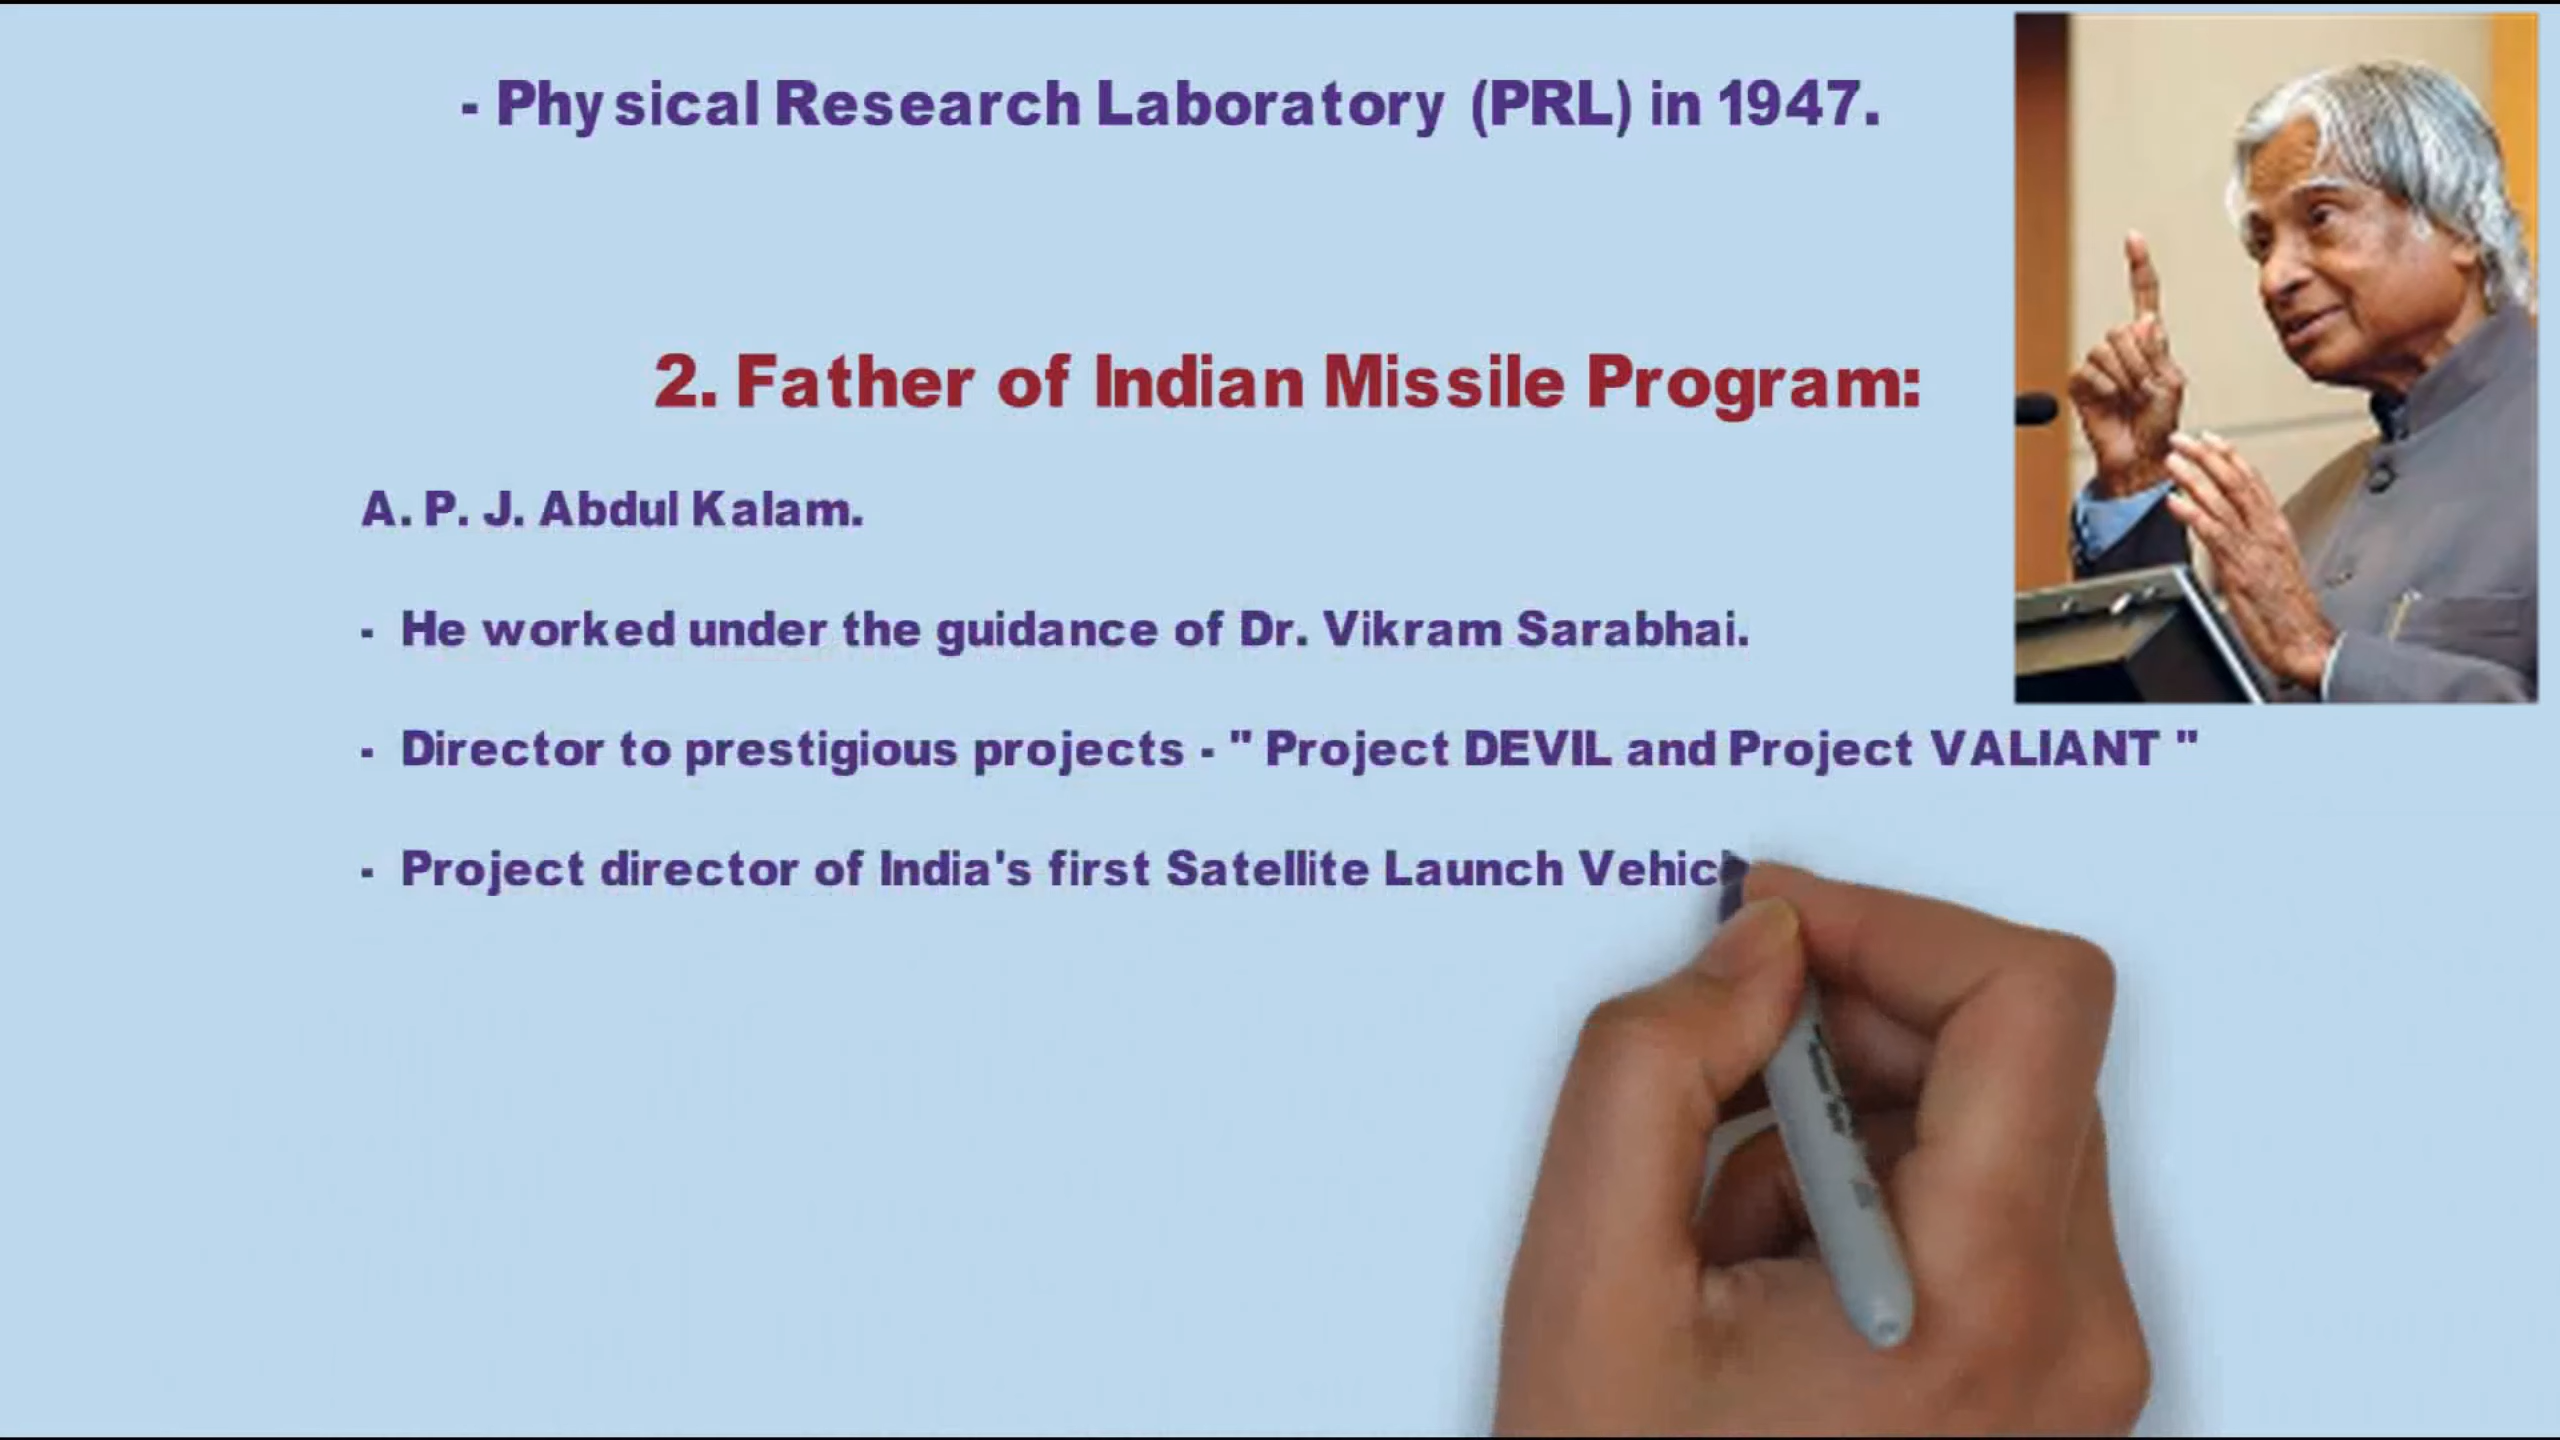 - Physical Research Laboratory (PRL) in 1947.
2. Father of Indian Missile Program:
A. P. J. Abdul Kalam.
- He worked under the guidance of Dr. Vikram Sarabhai.
- Director to prestigious projects - " Project DEVIL and Project VALIANT "
- Project director of India's first Satellite Launch